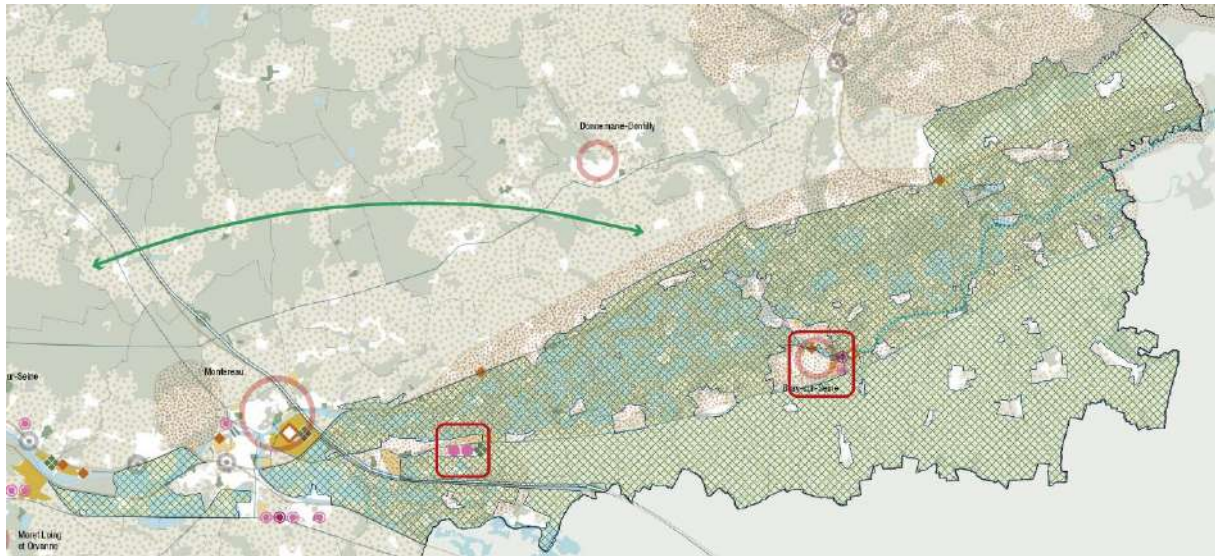 Donnemarie-Dontilly
Montereau
ur-Seine
Bray-sur-Seine
Moret Loing
et Orvanne